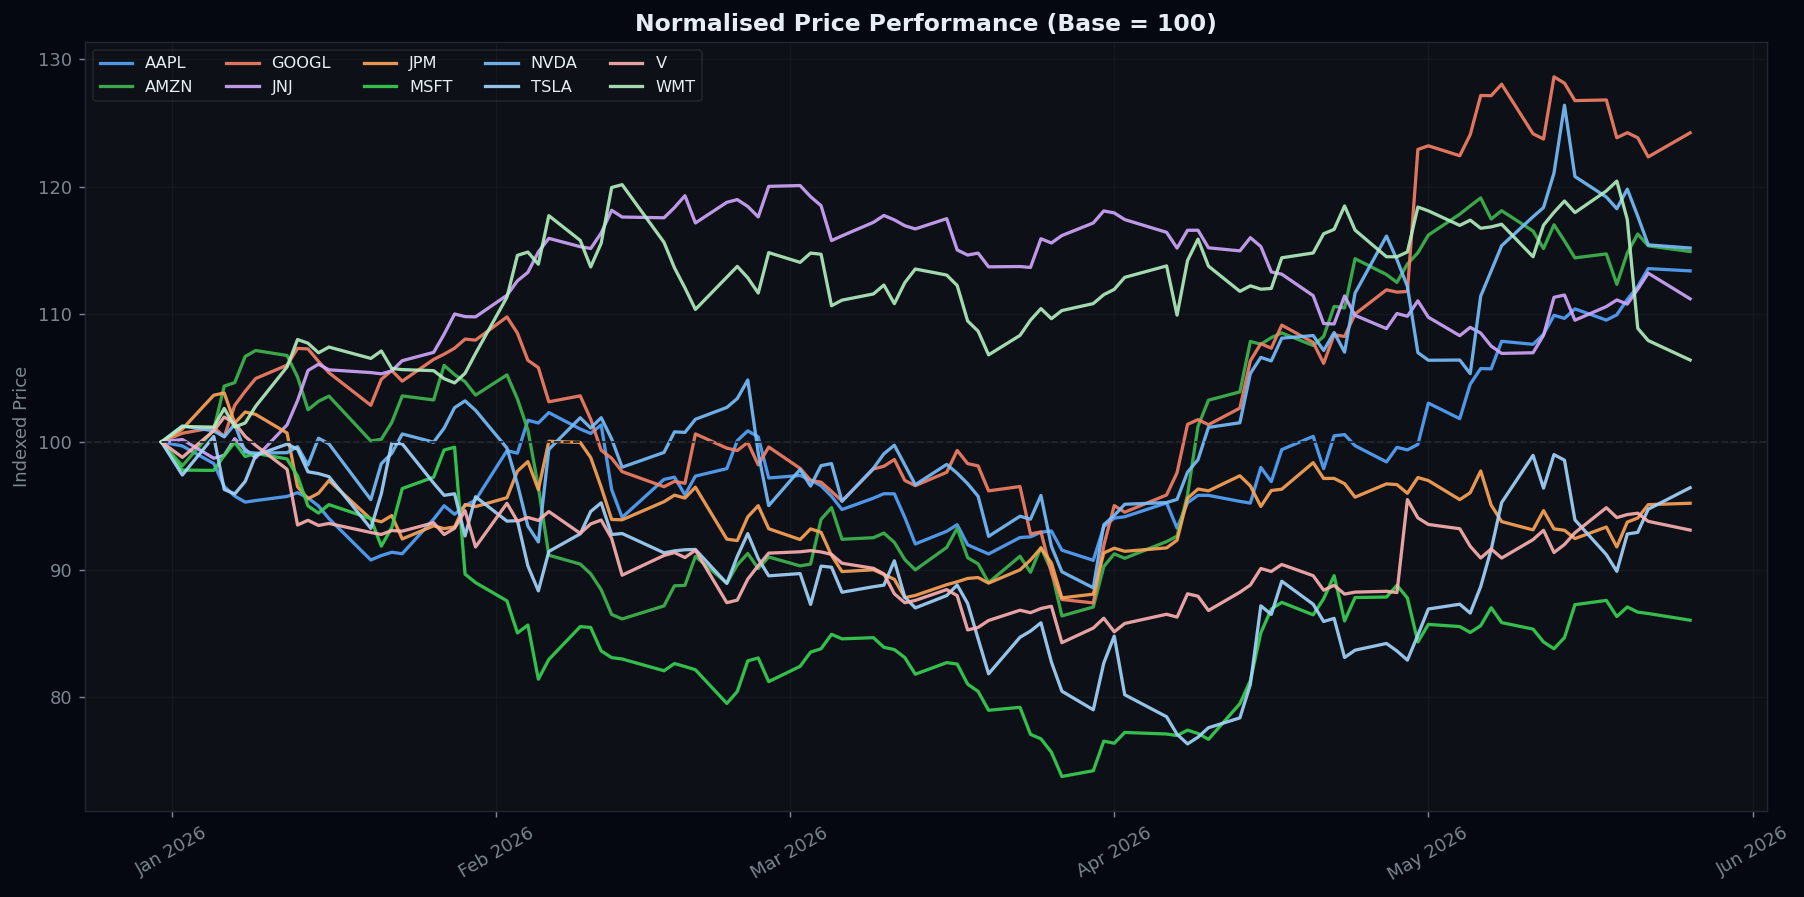 Normalised Price Performance (Base = 100)
AAPL GOOGL JPM NVDA V
AMZN JNJ MSFT TSLA WMT
Indexed Price
130
120
110
100
90
80
Jan 2026 Feb 2026 Mar 2026 Apr 2026 May 2026 Jun 2026